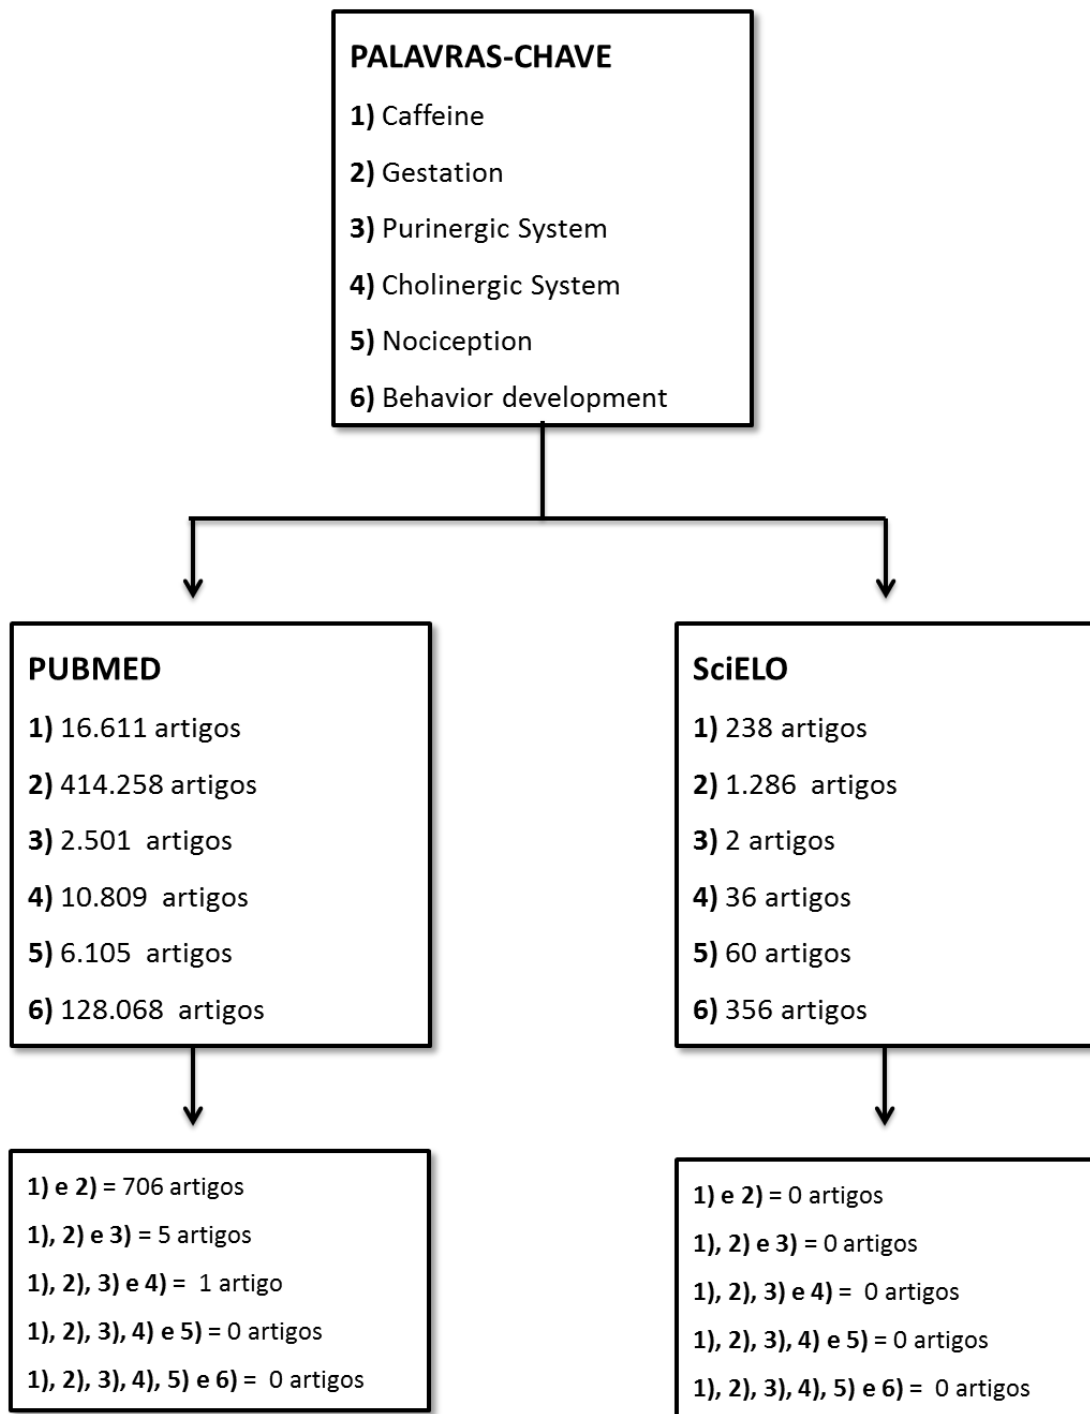 PALAVRAS-CHAVE
1) Caffeine
2) Gestation
3) Purinergic System
4) Cholinergic System
5) Nociception
6) Behavior development
PUBMED
1) 16.611 artigos
2) 414.258 artigos
3) 2.501 artigos
4) 10.809 artigos
5) 6.105 artigos
6) 128.068 artigos
SciELO
1) 238 artigos
2) 1.286 artigos
3) 2 artigos
4) 36 artigos
5) 60 artigos
6) 356 artigos
1) e 2) = 706 artigos
1), 2) e 3) = 5 artigos
1), 2), 3) e 4) = 1 artigo
1), 2), 3), 4) e 5) = 0 artigos
1), 2), 3), 4), 5) e 6) = 0 artigos
1) e 2) = 0 artigos
1), 2) e 3) = 0 artigos
1), 2), 3) e 4) = 0 artigos
1), 2), 3), 4) e 5) = 0 artigos
1), 2), 3), 4), 5) e 6) = 0 artigos